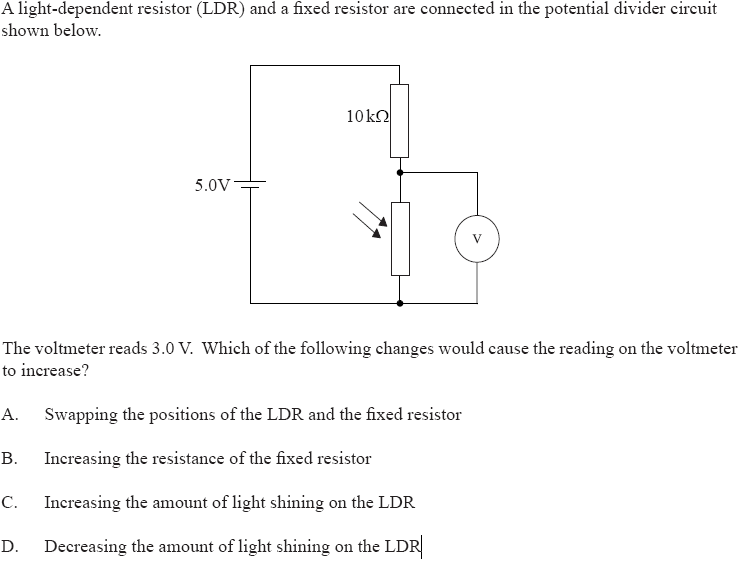 A light-dependent resistor (LDR) and a fixed resistor are connected in the potential divider circuit
shown below.
10 kΩ
5.0V
V
The voltmeter reads 3.0 V. Which of the following changes would cause the reading on the voltmeter
to increase?
A. Swapping the positions of the LDR and the fixed resistor
B. Increasing the resistance of the fixed resistor
C. Increasing the amount of light shining on the LDR
D. Decreasing the amount of light shining on the LDR